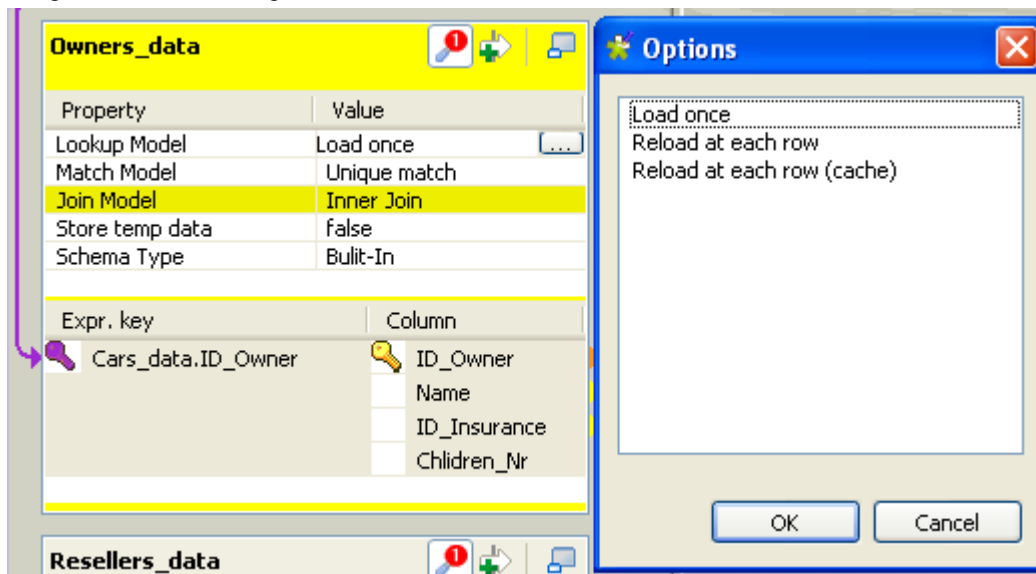 Owners_data
Property Value
Lookup Model Load once ...
Match Model Unique match
Join Model Inner Join
Store temp data false
Schema Type Bulit-In
Expr. key Column
Cars_data.ID_Owner ID_Owner
Name
ID_Insurance
Chlidren_Nr
Resellers_data
Options
Load once
Reload at each row
Reload at each row (cache)
OK Cancel